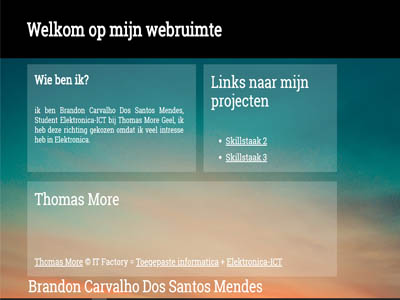 Welkom op mijn webruimte
Wie ben ik?
ik ben Brandon Carvalho Dos Santos Mendes,
Student Elektronica-ICT bij Thomas More Geel, ik
heb deze richting gekozen omdat ik veel intresse
heb in Elektronica.
Links naar mijn
projecten
Skillstaak 2
Skillstaak 3
Thomas More
Thomas More © IT Factory = Toegepaste informatica + Elektronica-ICT
Brandon Carvalho Dos Santos Mendes